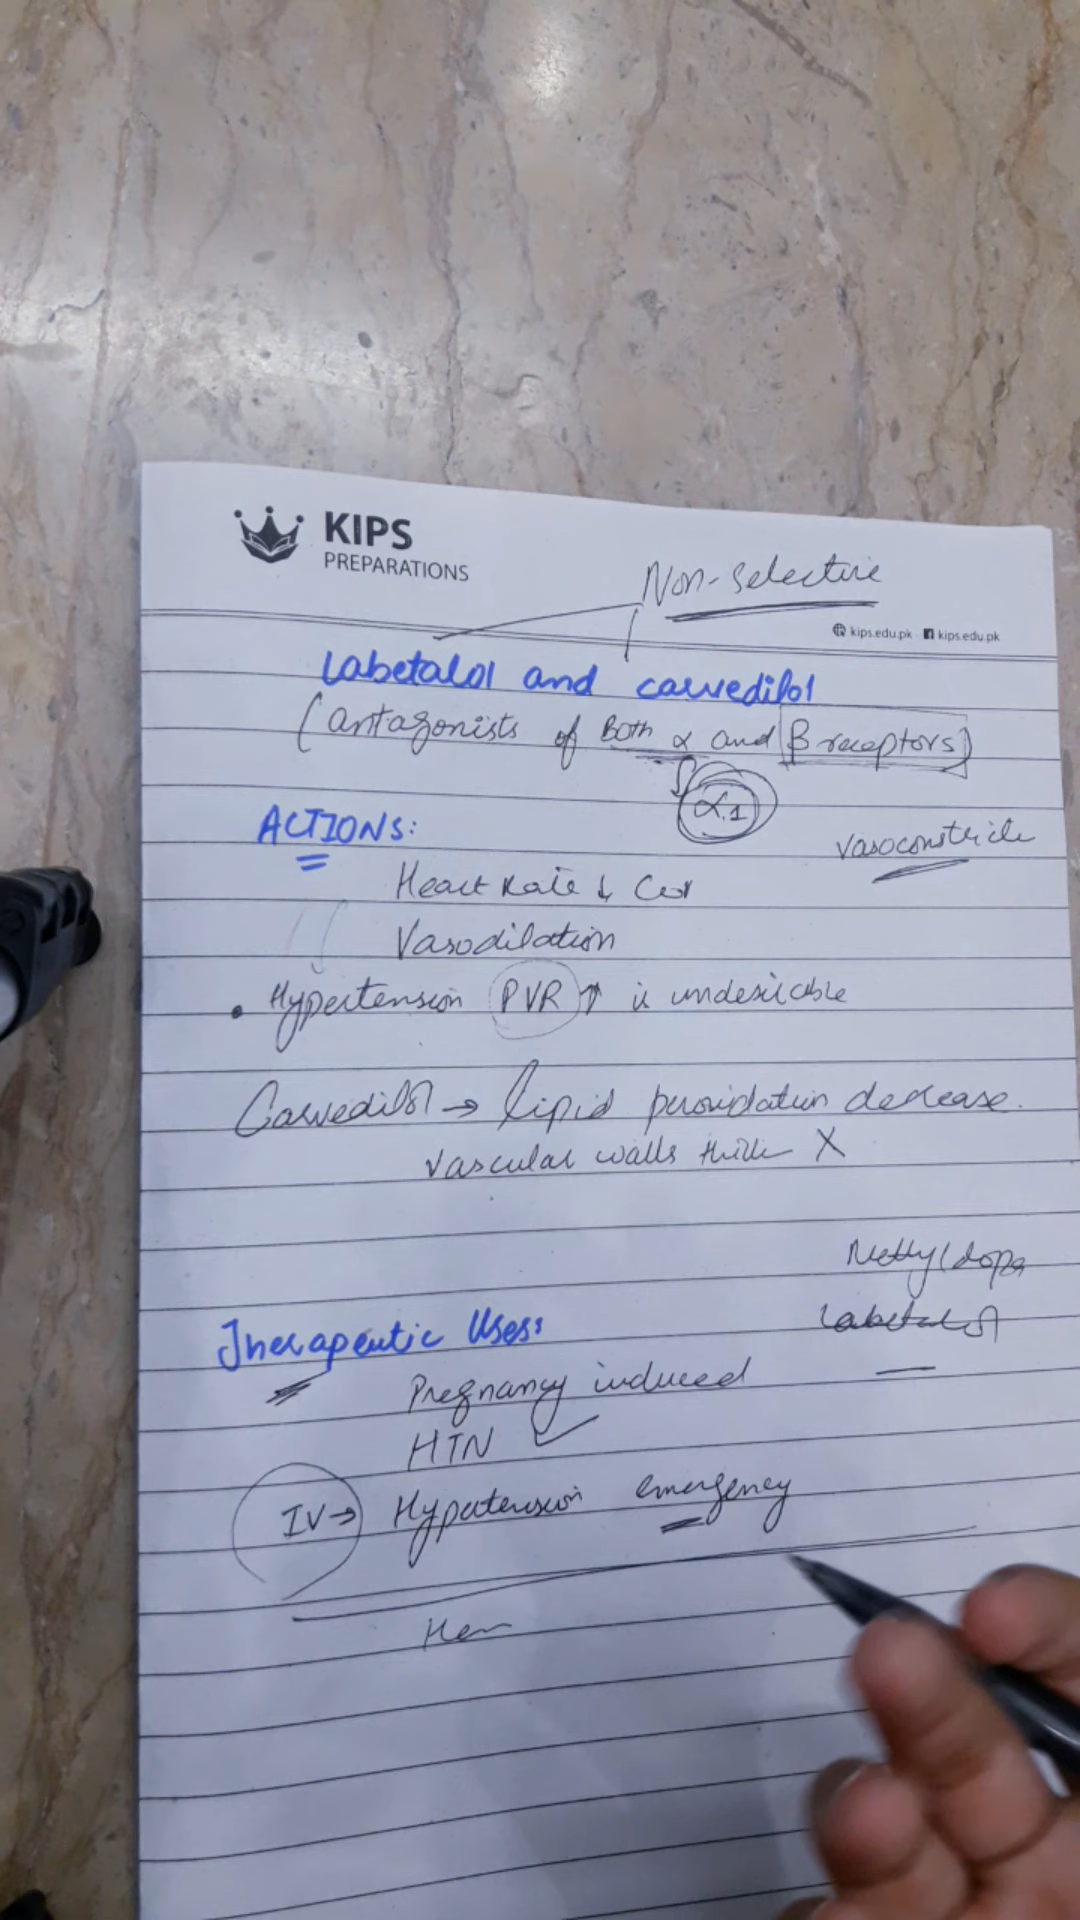 KIPS
PREPARATIONS
Non-selective
kips.edu.pk kips.edu.pk
Labetalol and carvedilol
(antagonists of Both α and β receptors)
α1
ACTIONS:
vasoconstricte
Heart Rate ↓
Vasodilation
• Hypertension PVR ↑ is undesirable
Carvedilol → lipid peroxidation decrease.
vascular walls thick X
Methyldopa
Labetalol
Therapeutic Uses:
Pregnancy induced
HTN ✓
IV → Hypertension emergency